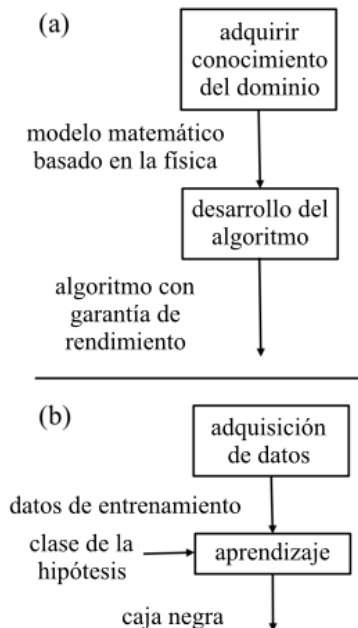 (a)
adquirir
conocimiento
del dominio
modelo matemático
basado en la física
desarrollo del
algoritmo
algoritmo con
garantía de
rendimiento
(b)
adquisición
de datos
datos de entrenamiento
clase de la
hipótesis
aprendizaje
caja negra